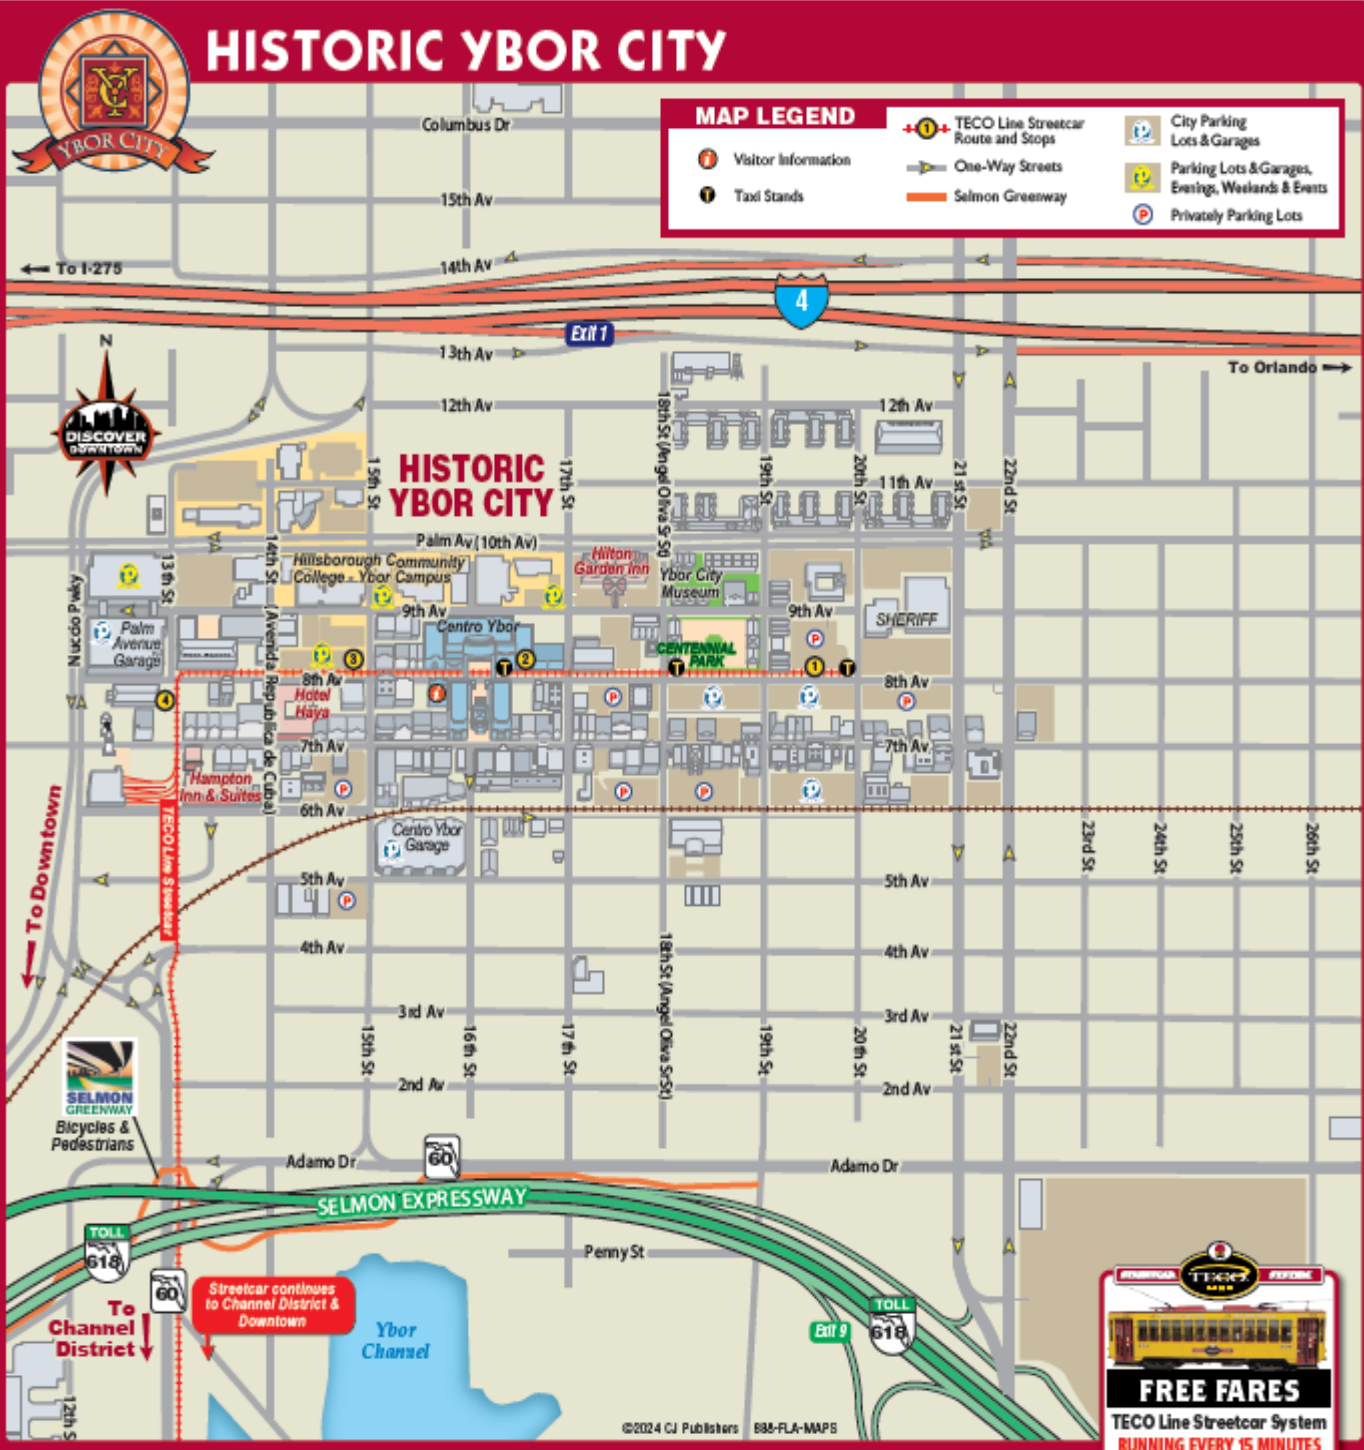 HISTORIC YBOR CITY
YC
YBOR CITY
MAP LEGEND
Visitor Information
Taxi Stands
TECO Line Streetcar
Route and Stops
One-Way Streets
Selmon Greenway
City Parking
Lots & Garages
Parking Lots & Garages,
Evenings, Weekends & Events
Privately Parking Lots
Columbus Dr
15th Av
14th Av
To I-275
4
Exit 1
13th Av
To Orlando
N
DISCOVER
DOWNTOWN
12th Av
12th Av
HISTORIC
YBOR CITY
15th St
17th St
18th St (Angel Oliva Sr St)
19th St
20th St
11th Av
21st St
22nd St
Palm Av (10th Av)
Nuccio Pkwy
13th St
14th St (Avenida Republica de Cuba)
Hillsborough Community
College - Ybor Campus
Hilton
Garden Inn
Ybor City
Museum
9th Av
9th Av
SHERIFF
Palm
Avenue
Garage
Centro Ybor
CENTENNIAL
PARK
3
T
2
T
1
T
4
8th Av
8th Av
Hotel
Haya
7th Av
7th Av
Hampton
Inn & Suites
6th Av
TECO Line Streetcar
Centro Ybor
Garage
To Downtown
5th Av
5th Av
23rd St
24th St
25th St
26th St
4th Av
4th Av
18th St (Angel Oliva Sr St)
3rd Av
3rd Av
15th St
16th St
17th St
19th St
20th St
21st St
22nd St
2nd Av
2nd Av
SELMON
GREENWAY
Bicycles &
Pedestrians
Adamo Dr
60
Adamo Dr
SELMON EXPRESSWAY
TOLL
618
Penny St
60
Streetcar continues
to Channel District &
Downtown
To
Channel
District
Ybor
Channel
Exit 9
TOLL
618
12th S
STREETCAR
TECO
LINE
SYSTEM
FREE FARES
TECO Line Streetcar System
RUNNING EVERY 15 MINUTES
©2024 CJ Publishers 888-FLA-MAPS